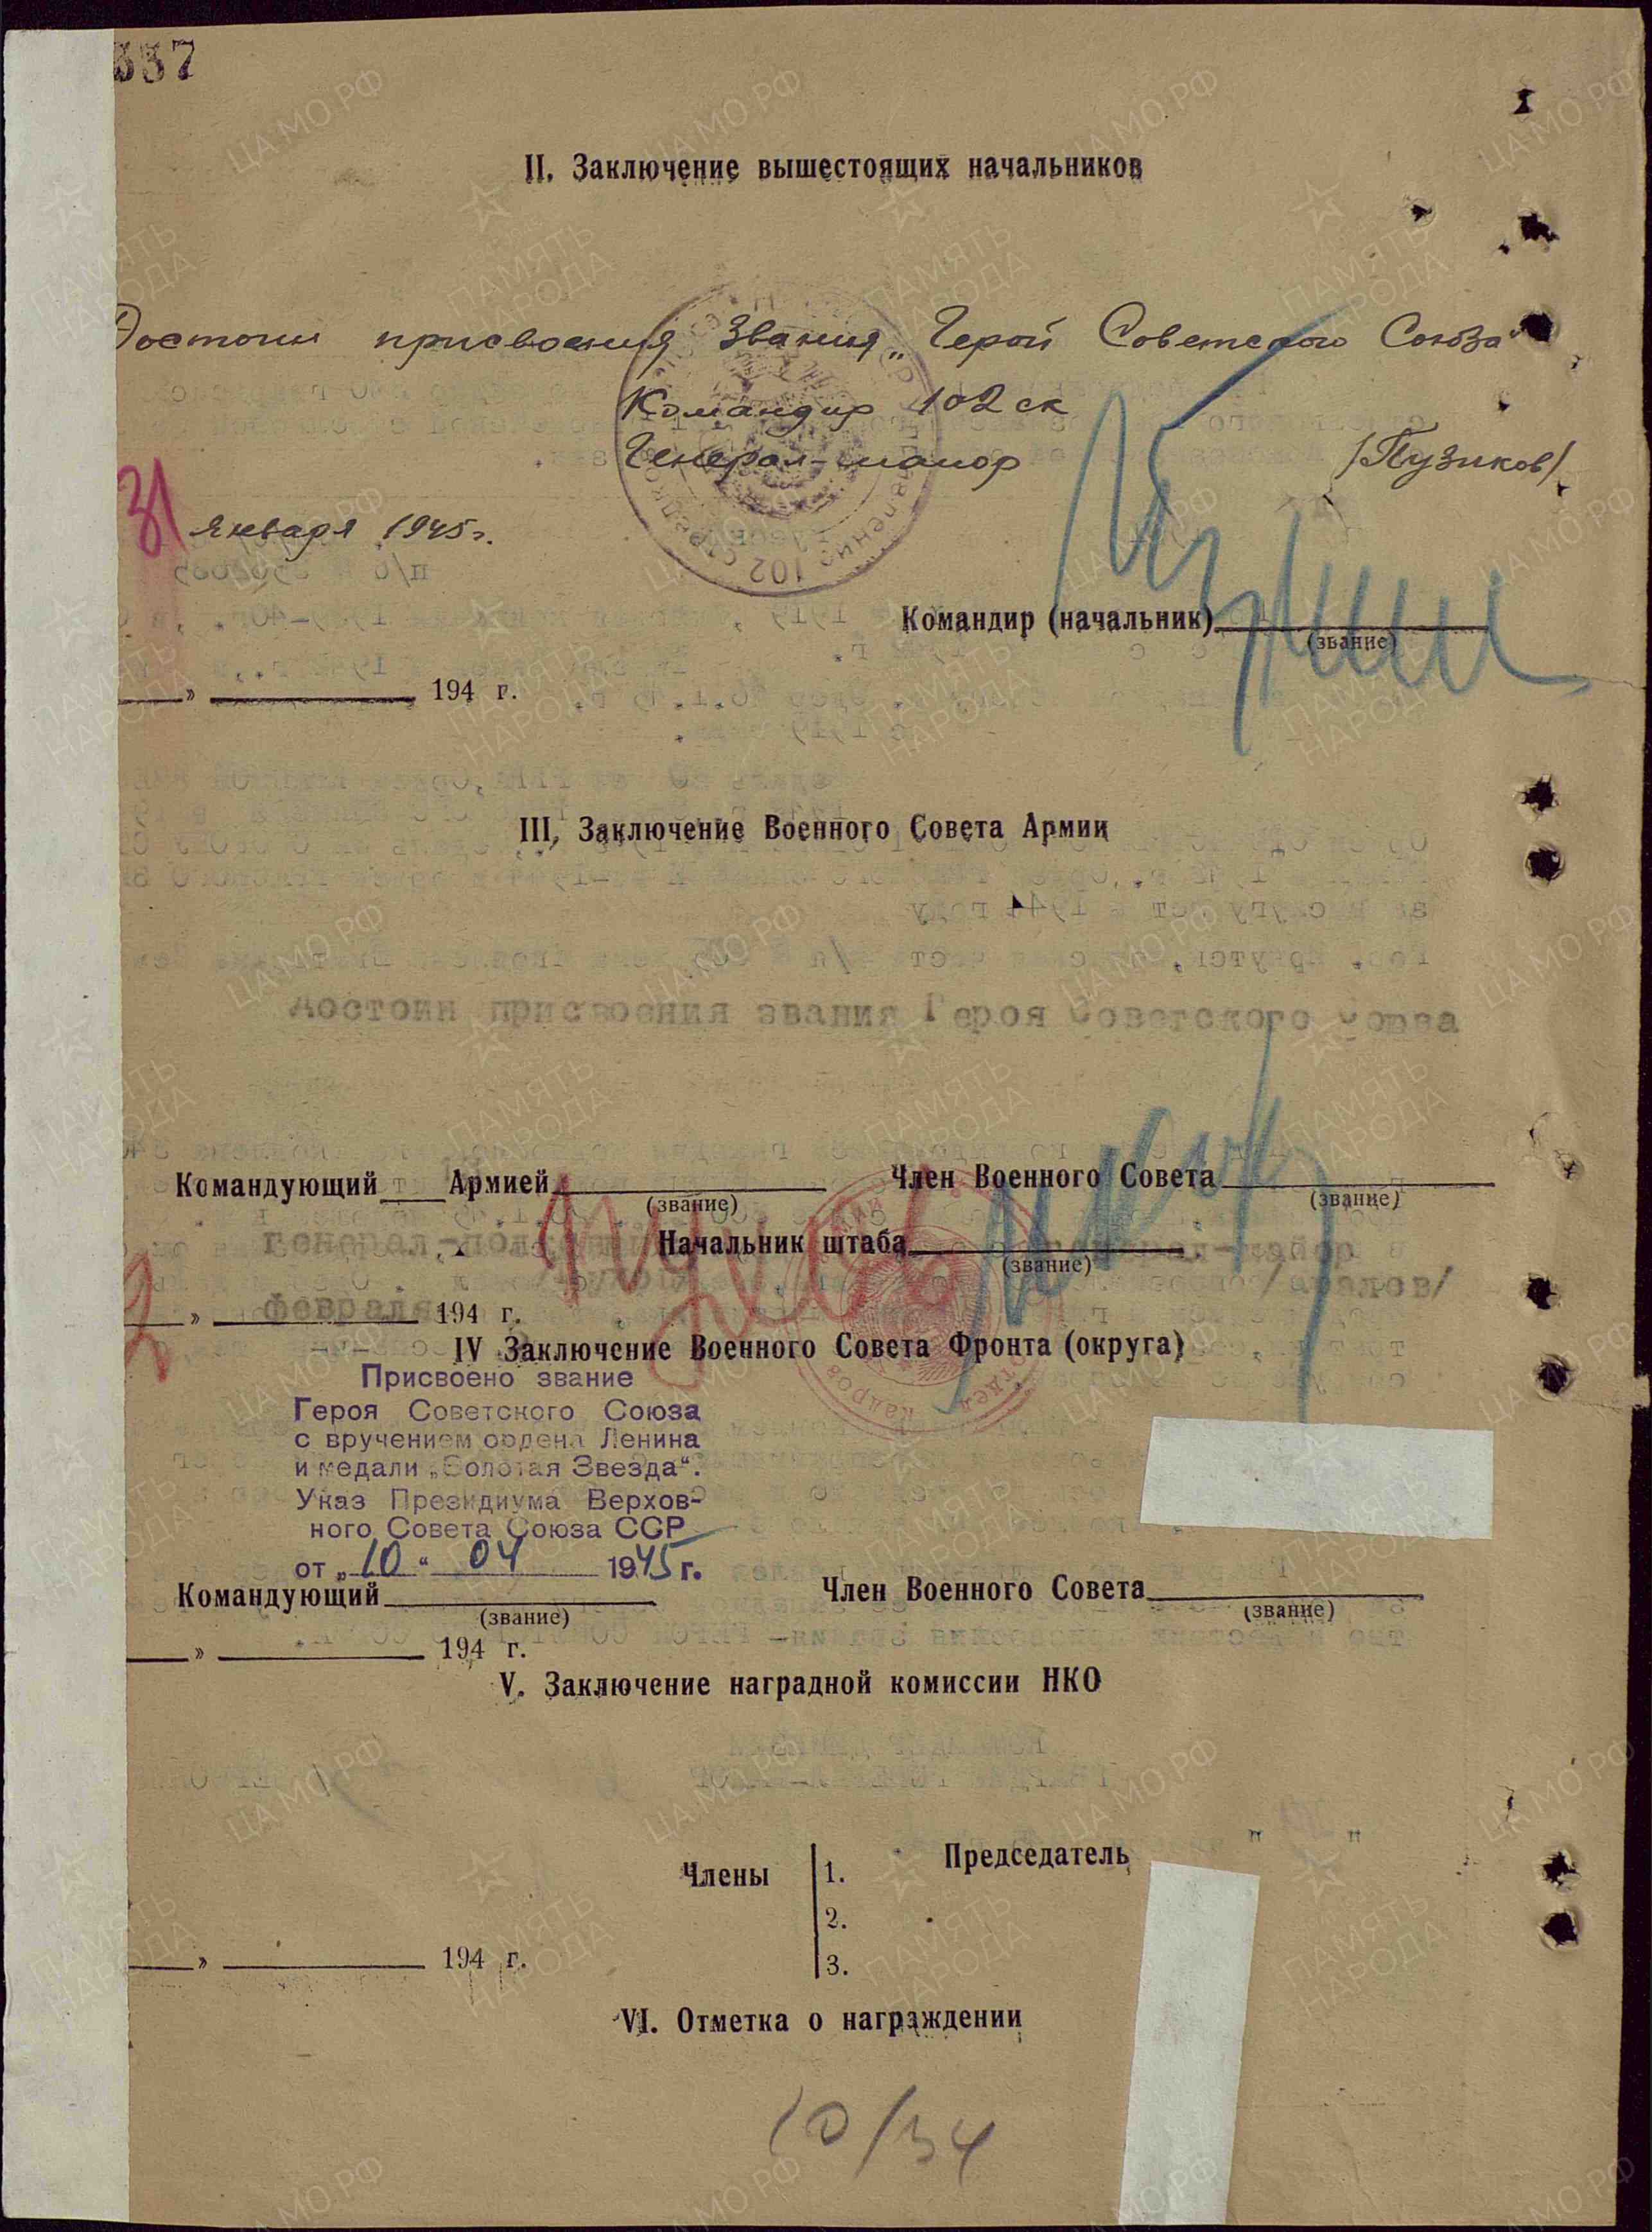 337
II. Заключение вышестоящих начальников
Достоин присвоения Звания „Герой Советского Союза"
Командир 102 ск
Генерал-майор /Пузиков/
31 января 1945г.
Командир (начальник)
(звание)
» 194 г.
III, Заключение Военного Совета Армии
достоин присвоения звания Героя Советского Союза
Командующий Армией Член Военного Совета
(звание) (звание)
генерал- Начальник штаба генерал-майор
(звание)
» февраля 194 г.
IV Заключение Военного Совета Фронта (округа)
Присвоено звание
Героя Советского Союза
с вручением ордена Ленина
и медали „Золотая Звезда".
Указ Президиума Верхов-
ного Совета Союза ССР
от „10" 04 1945 г.
Командующий Член Военного Совета
(звание) (звание)
» 194 г.
V. Заключение наградной комиссии НКО
Председатель
Члены 1.
2.
3.
» 194 г.
VI. Отметка о награждении
10/34